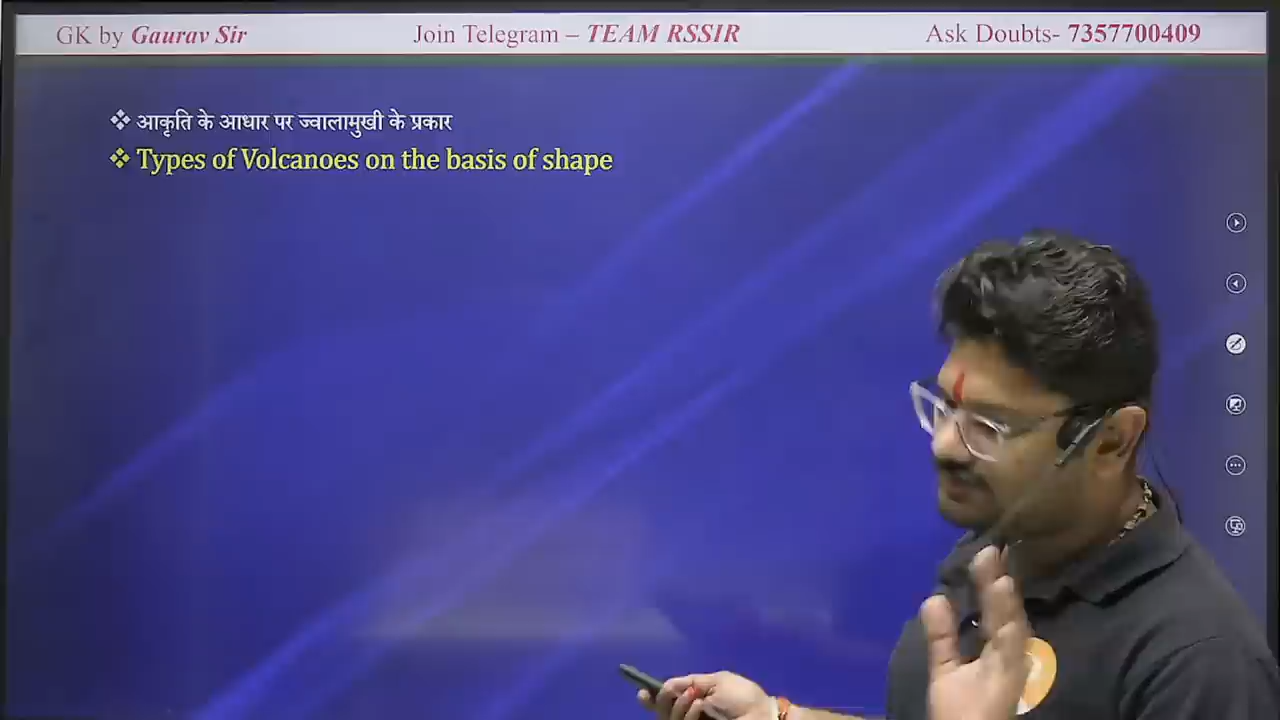 GK by Gaurav Sir Join Telegram – TEAM RSSIR Ask Doubts- 7357700409
❖ आकृति के आधार पर ज्वालामुखी के प्रकार
❖ Types of Volcanoes on the basis of shape